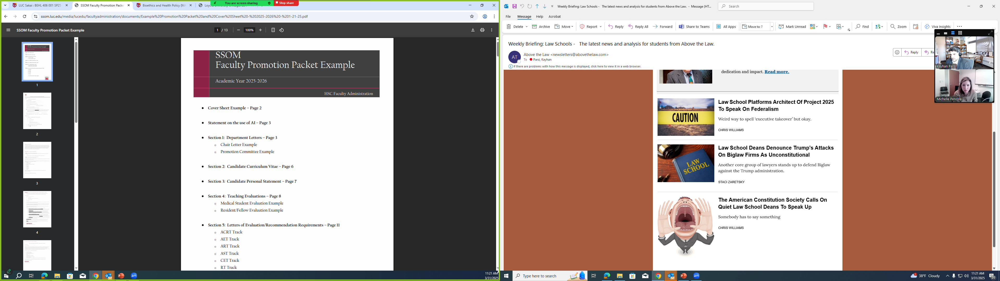 LUC Sakai : BEHL 406 001 SP25
SSOM Faculty Promotion Packe
Bioethics and Health Policy (MA
You are screen sharing
Stop share
ssom.luc.edu/media/lucedu/facultyadministration/documents/Example%20Promotion%20Packet%20and%20Cover%20Sheet%20-%202025-2026%20-%201-21-25.pdf
SSOM Faculty Promotion Packet Example
1 / 13
100%
1
2
3
4
SSOM
Faculty Promotion Packet Example
Academic Year 2025-2026
HSC Faculty Administration
• Cover Sheet Example – Page 2
• Statement on the use of AI – Page 3
• Section 1: Department Letters – Page 3
o Chair Letter Example
o Promotion Committee Example
• Section 2: Candidate Curriculum Vitae – Page 6
• Section 3: Candidate Personal Statement – Page 7
• Section 4: Teaching Evaluations – Page 8
o Medical Student Evaluation Example
o Resident/Fellow Evaluation Example
• Section 5: Letters of Evaluation/Recommendation Requirements – Page 11
o ACRT Track
o AET Track
o ART Track
o AST Track
o CET Track
o RT Track
11:21 AM
3/31/2025
Weekly Briefing: Law Schools - The latest news and analysis for students from Above the Law. - Message (HT...
Search
File Message Help Acrobat
Delete Archive Move Report Reply Reply All Forward Share to Teams All Apps Move to: ? Mark Unread Find Zoom Viva Insights
Weekly Briefing: Law Schools - The latest news and analysis for students from Above the Law.
AT
Above the Law <newsletters@abovethelaw.com>
To Parsi, Kayhan
Reply
If there are problems with how this message is displayed, click here to view it in a web browser.
Kayhan Parsi
Michelle Pencyla
dedication and impact. Read more.
CAUTION
Law School Platforms Architect Of Project 2025
To Speak On Federalism
Weird way to spell ‘executive takeover’ but okay.
CHRIS WILLIAMS
LAW
SCHOOL
Law School Deans Denounce Trump's Attacks
On Biglaw Firms As Unconstitutional
Another core group of lawyers stands up to defend Biglaw
against the Trump administration.
STACI ZARETSKY
The American Constitution Society Calls On
Quiet Law School Deans To Speak Up
Somebody has to say something
CHRIS WILLIAMS
Type here to search
38°F Cloudy
11:21 AM
3/31/2025
20